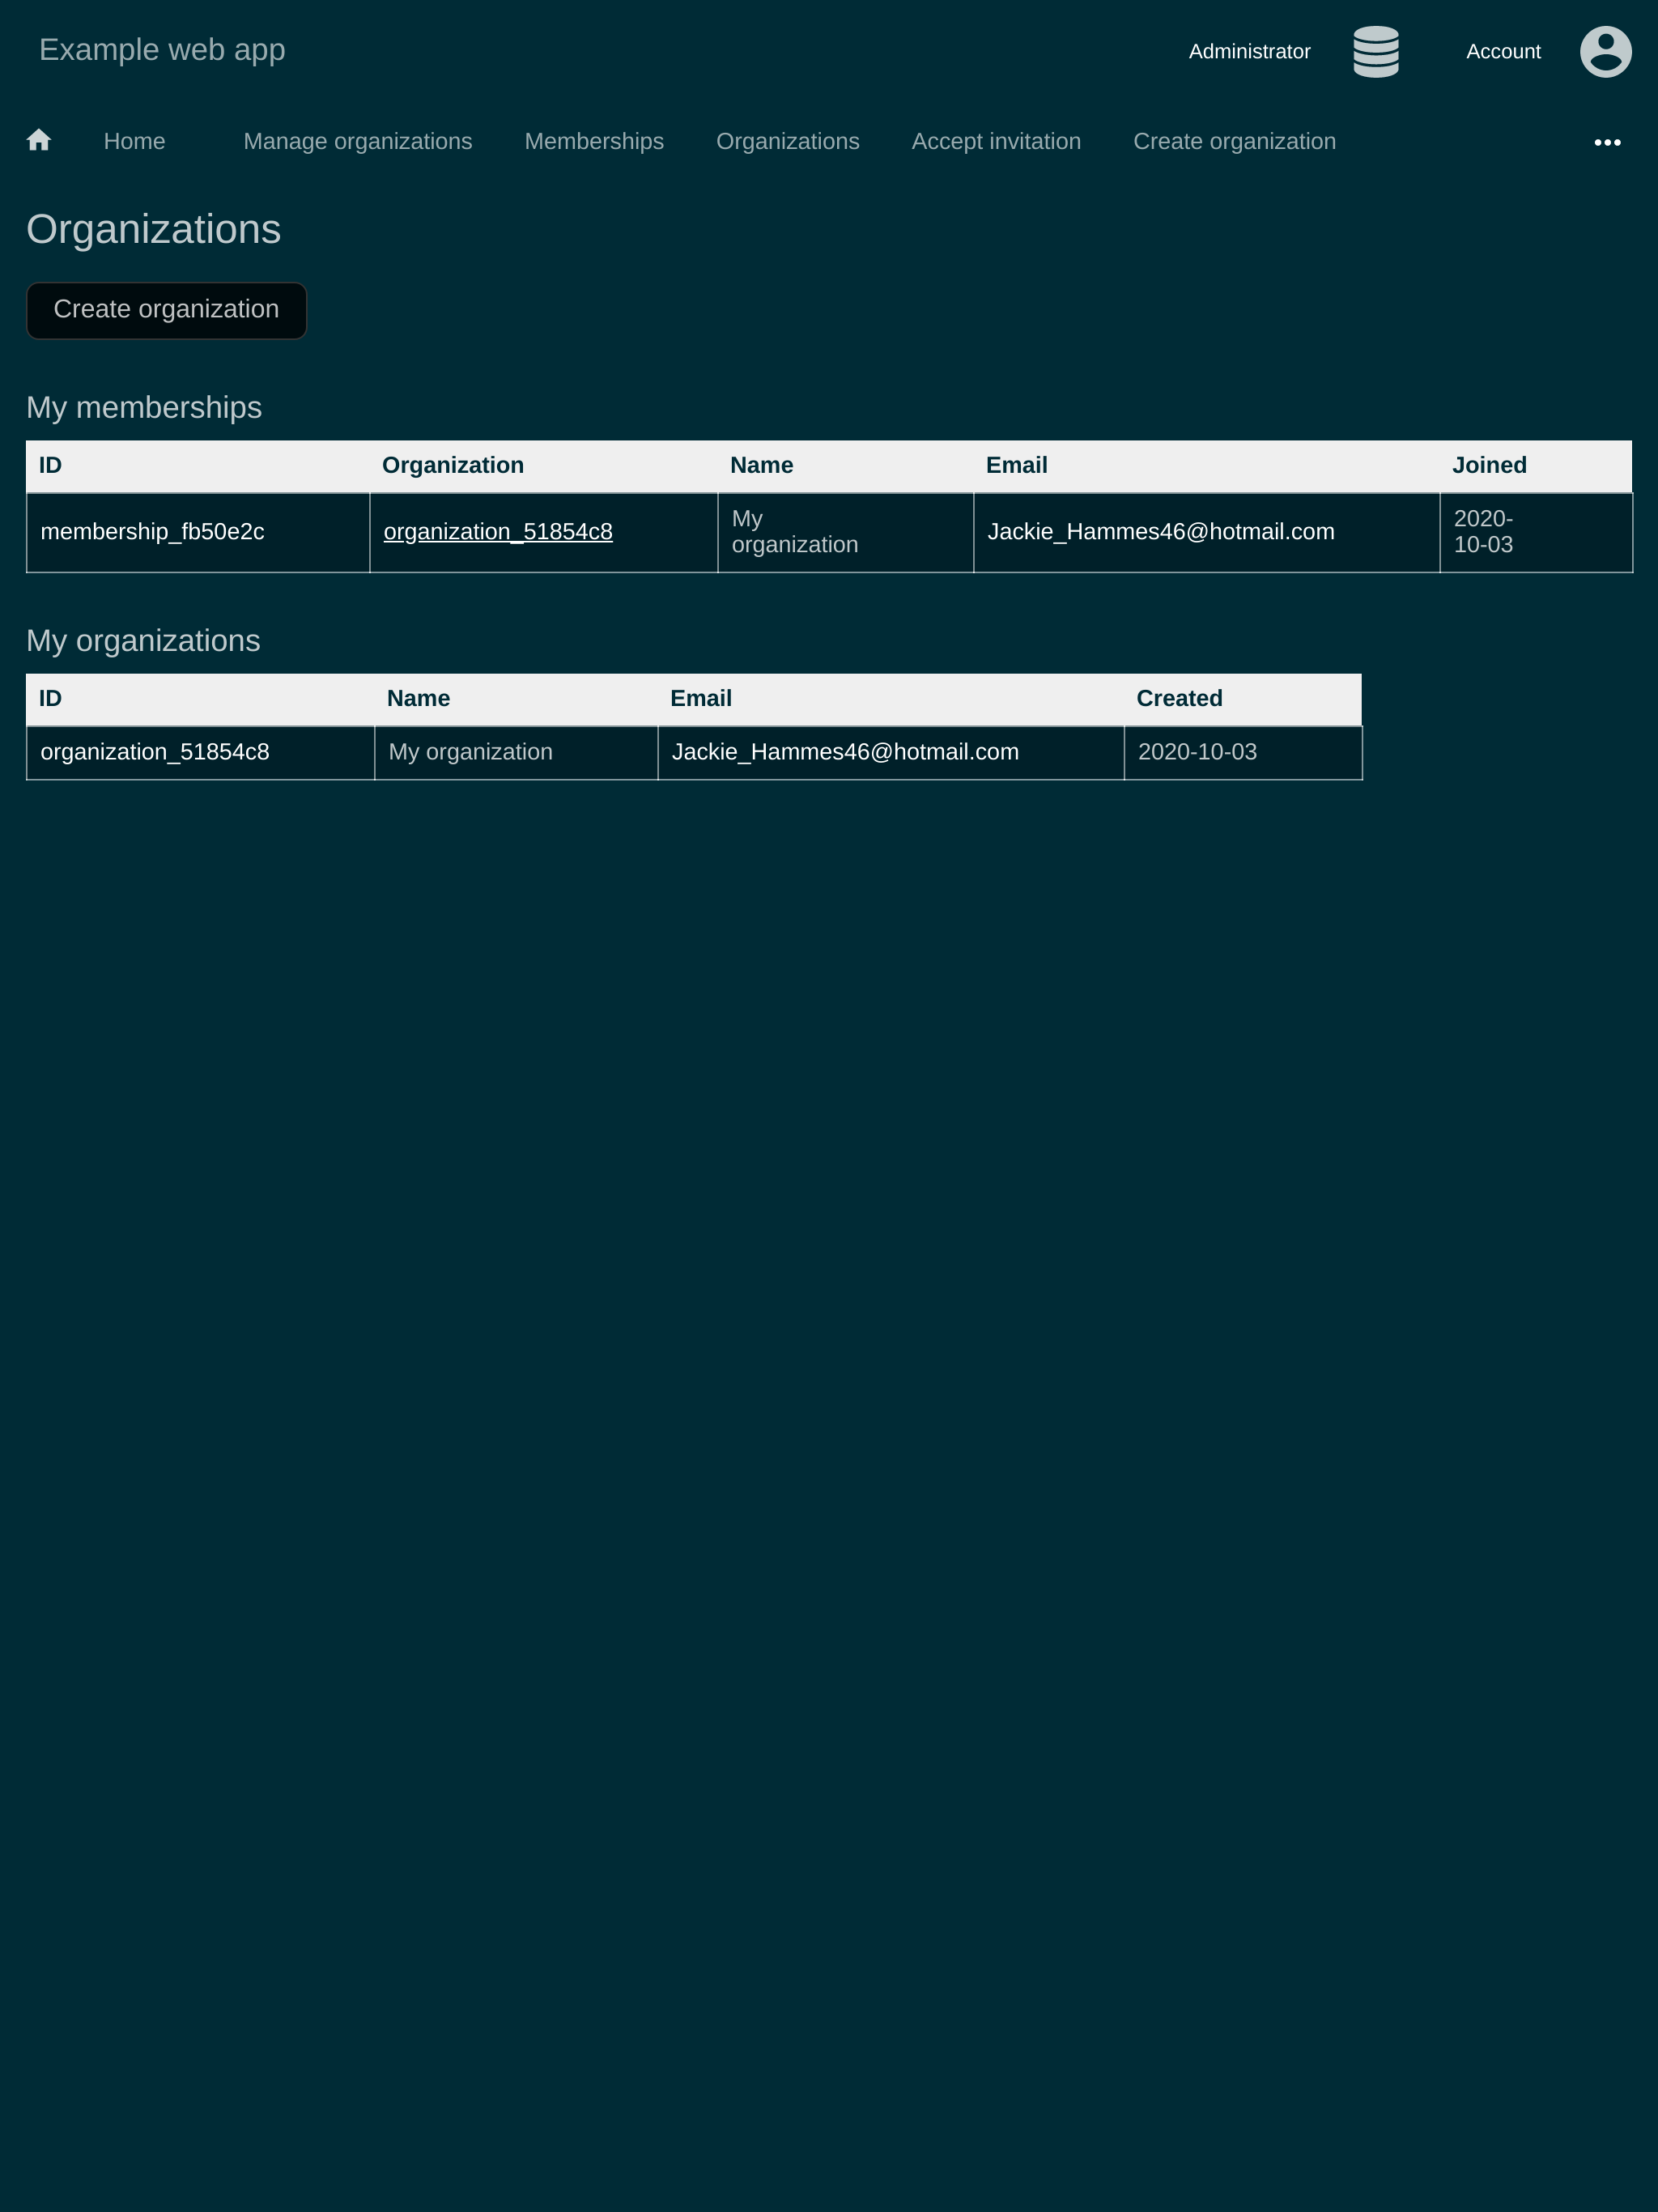 Example web app
Administrator
Account
Home
Manage organizations
Memberships
Organizations
Accept invitation
Create organization
Organizations
Create organization
My memberships
ID Organization Name Email Joined
membership_fb50e2c organization_51854c8 My organization Jackie_Hammes46@hotmail.com 2020-10-03
My organizations
ID Name Email Created
organization_51854c8 My organization Jackie_Hammes46@hotmail.com 2020-10-03